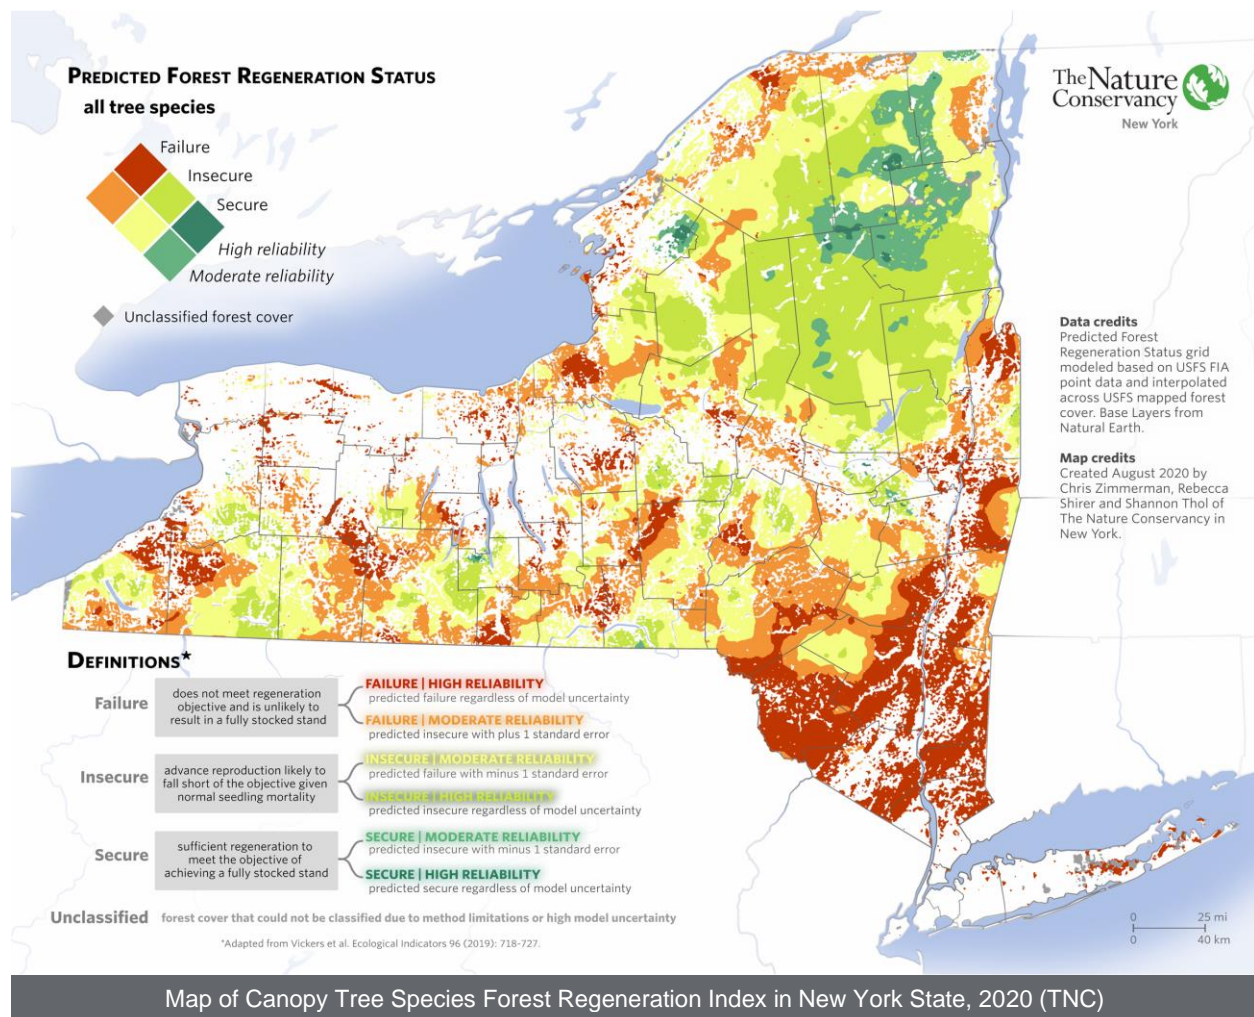 PREDICTED FOREST REGENERATION STATUS
all tree species
Failure
Insecure
Secure
High reliability
Moderate reliability
Unclassified forest cover
The Nature
Conservancy
New York
Data credits
Predicted Forest
Regeneration Status grid
modeled based on USFS FIA
point data and interpolated
across USFS mapped forest
cover. Base Layers from
Natural Earth.
Map credits
Created August 2020 by
Chris Zimmerman, Rebecca
Shirer and Shannon Thol of
The Nature Conservancy in
New York.
DEFINITIONS*
Failure
does not meet regeneration
objective and is unlikely to
result in a fully stocked stand
FAILURE | HIGH RELIABILITY
predicted failure regardless of model uncertainty
FAILURE | MODERATE RELIABILITY
predicted insecure with plus 1 standard error
Insecure
advance reproduction likely to
fall short of the objective given
normal seedling mortality
INSECURE | MODERATE RELIABILITY
predicted failure with minus 1 standard error
INSECURE | HIGH RELIABILITY
predicted insecure regardless of model uncertainty
Secure
sufficient regeneration to
meet the objective of
achieving a fully stocked stand
SECURE | MODERATE RELIABILITY
predicted insecure with minus 1 standard error
SECURE | HIGH RELIABILITY
predicted secure regardless of model uncertainty
Unclassified forest cover that could not be classified due to method limitations or high model uncertainty
*Adapted from Vickers et al. Ecological Indicators 96 (2019): 718-727.
0 25 mi
0 40 km
Map of Canopy Tree Species Forest Regeneration Index in New York State, 2020 (TNC)